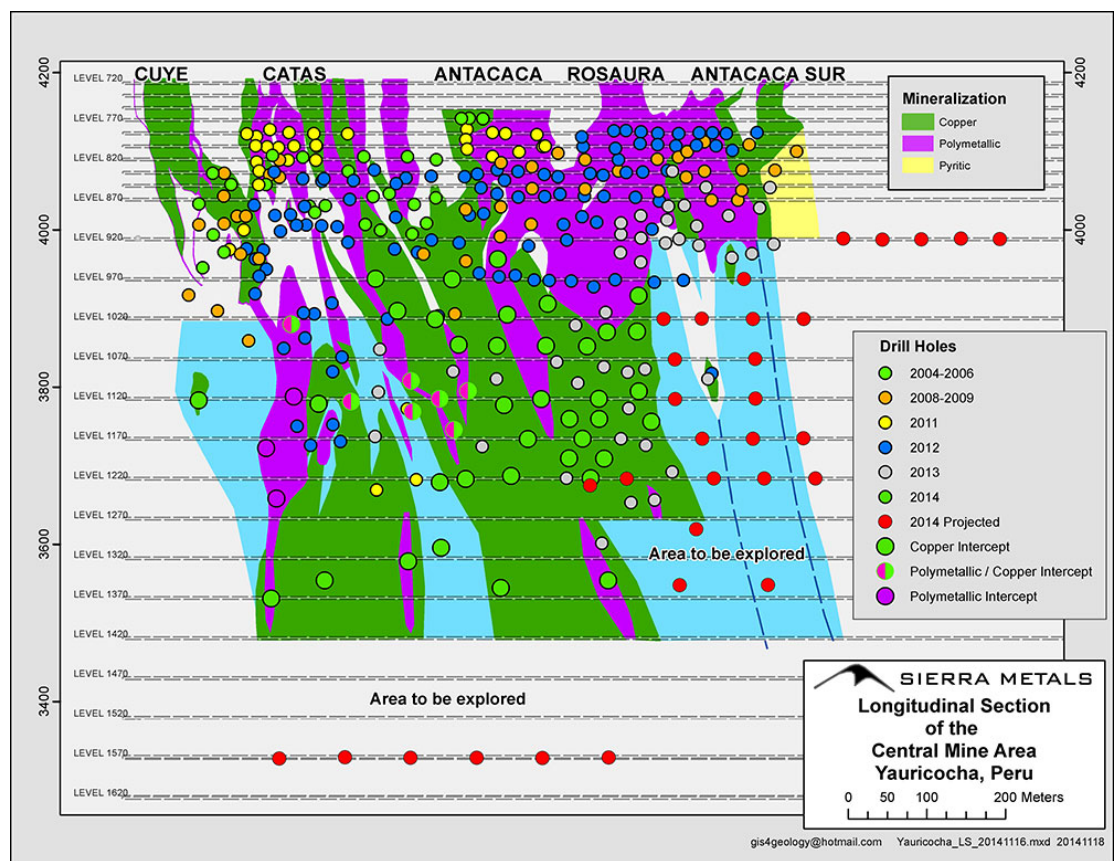 4200
LEVEL 720
CUYE
CATAS
ANTACACA
ROSAURA
ANTACACA SUR
4200
LEVEL 770
LEVEL 820
LEVEL 870
4000
LEVEL 920
4000
LEVEL 970
LEVEL 1020
LEVEL 1070
3800
LEVEL 1120
LEVEL 1170
LEVEL 1220
LEVEL 1270
3600
LEVEL 1320
Area to be explored
LEVEL 1370
LEVEL 1420
LEVEL 1470
3400
Area to be explored
LEVEL 1520
LEVEL 1570
LEVEL 1620
Mineralization
Copper
Polymetallic
Pyritic
Drill Holes
2004-2006
2008-2009
2011
2012
2013
2014
2014 Projected
Copper Intercept
Polymetallic / Copper Intercept
Polymetallic Intercept
SIERRA METALS
Longitudinal Section
of the
Central Mine Area
Yauricocha, Peru
0 50 100 200 Meters
gis4geology@hotmail.com Yauricocha_LS_20141116.mxd 20141118